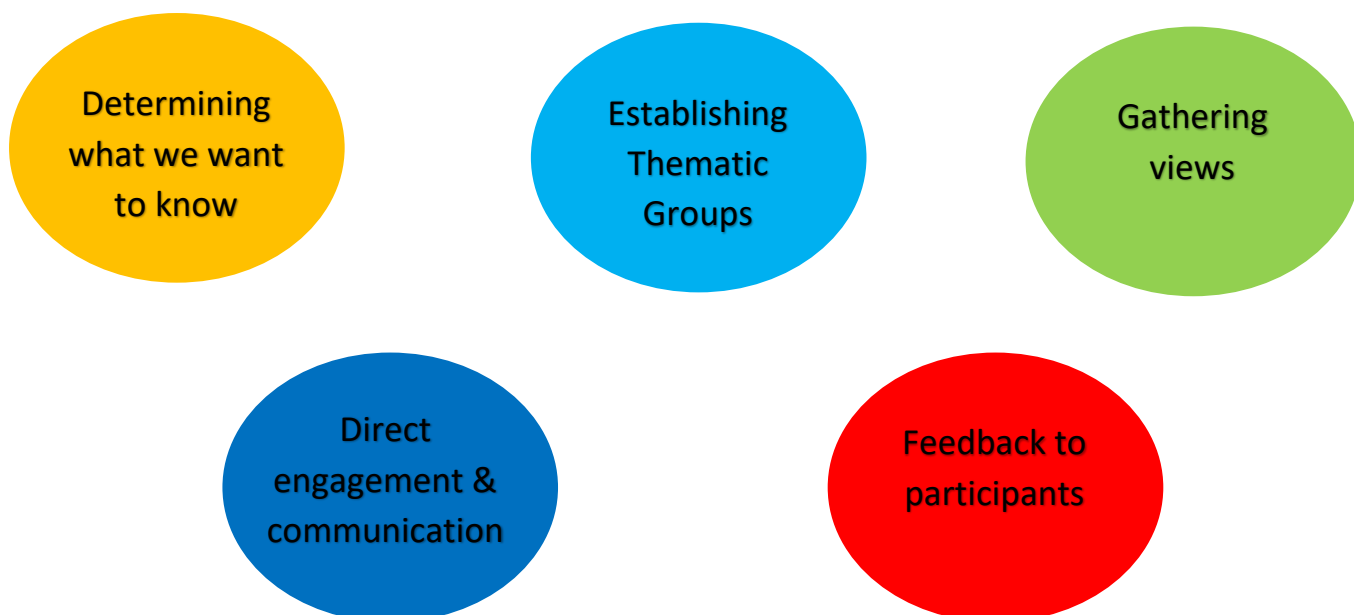 Determining
what we want
to know
Establishing
Thematic
Groups
Gathering
views
Direct
engagement &
communication
Feedback to
participants